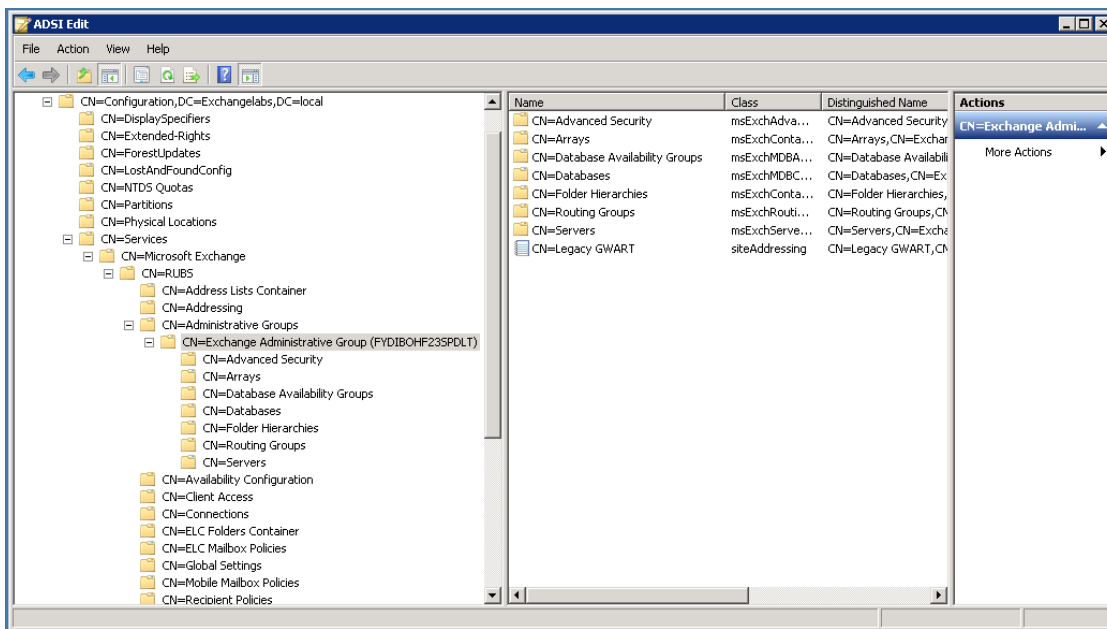 ADSI Edit
File Action View Help
CN=Configuration,DC=Exchangelabs,DC=local
CN=DisplaySpecifiers
CN=Extended-Rights
CN=ForestUpdates
CN=LostAndFoundConfig
CN=NTDS Quotas
CN=Partitions
CN=Physical Locations
CN=Services
CN=Microsoft Exchange
CN=RUBS
CN=Address Lists Container
CN=Addressing
CN=Administrative Groups
CN=Exchange Administrative Group (FYDIBOHF23SPDLT)
CN=Advanced Security
CN=Arrays
CN=Database Availability Groups
CN=Databases
CN=Folder Hierarchies
CN=Routing Groups
CN=Servers
CN=Availability Configuration
CN=Client Access
CN=Connections
CN=ELC Folders Container
CN=ELC Mailbox Policies
CN=Global Settings
CN=Mobile Mailbox Policies
CN=Recipient Policies
Name Class Distinguished Name
CN=Advanced Security msExchAdva... CN=Advanced Security
CN=Arrays msExchConta... CN=Arrays,CN=Exchan
CN=Database Availability Groups msExchMDBA... CN=Database Availabili
CN=Databases msExchMDBC... CN=Databases,CN=Ex
CN=Folder Hierarchies msExchConta... CN=Folder Hierarchies,
CN=Routing Groups msExchRouti... CN=Routing Groups,CN
CN=Servers msExchServe... CN=Servers,CN=Excha
CN=Legacy GWART siteAddressing CN=Legacy GWART,CN
Actions
CN=Exchange Admi...
More Actions